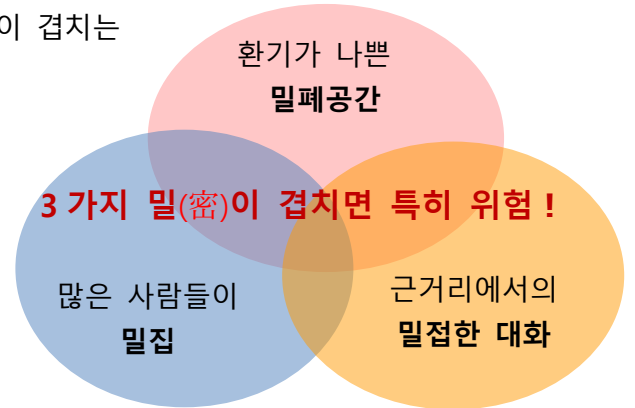 이 겹치는
환기가 나쁜
밀폐공간
3 가지 밀(密)이 겹치면 특히 위험 !
많은 사람들이
밀집
근거리에서의
밀접한 대화